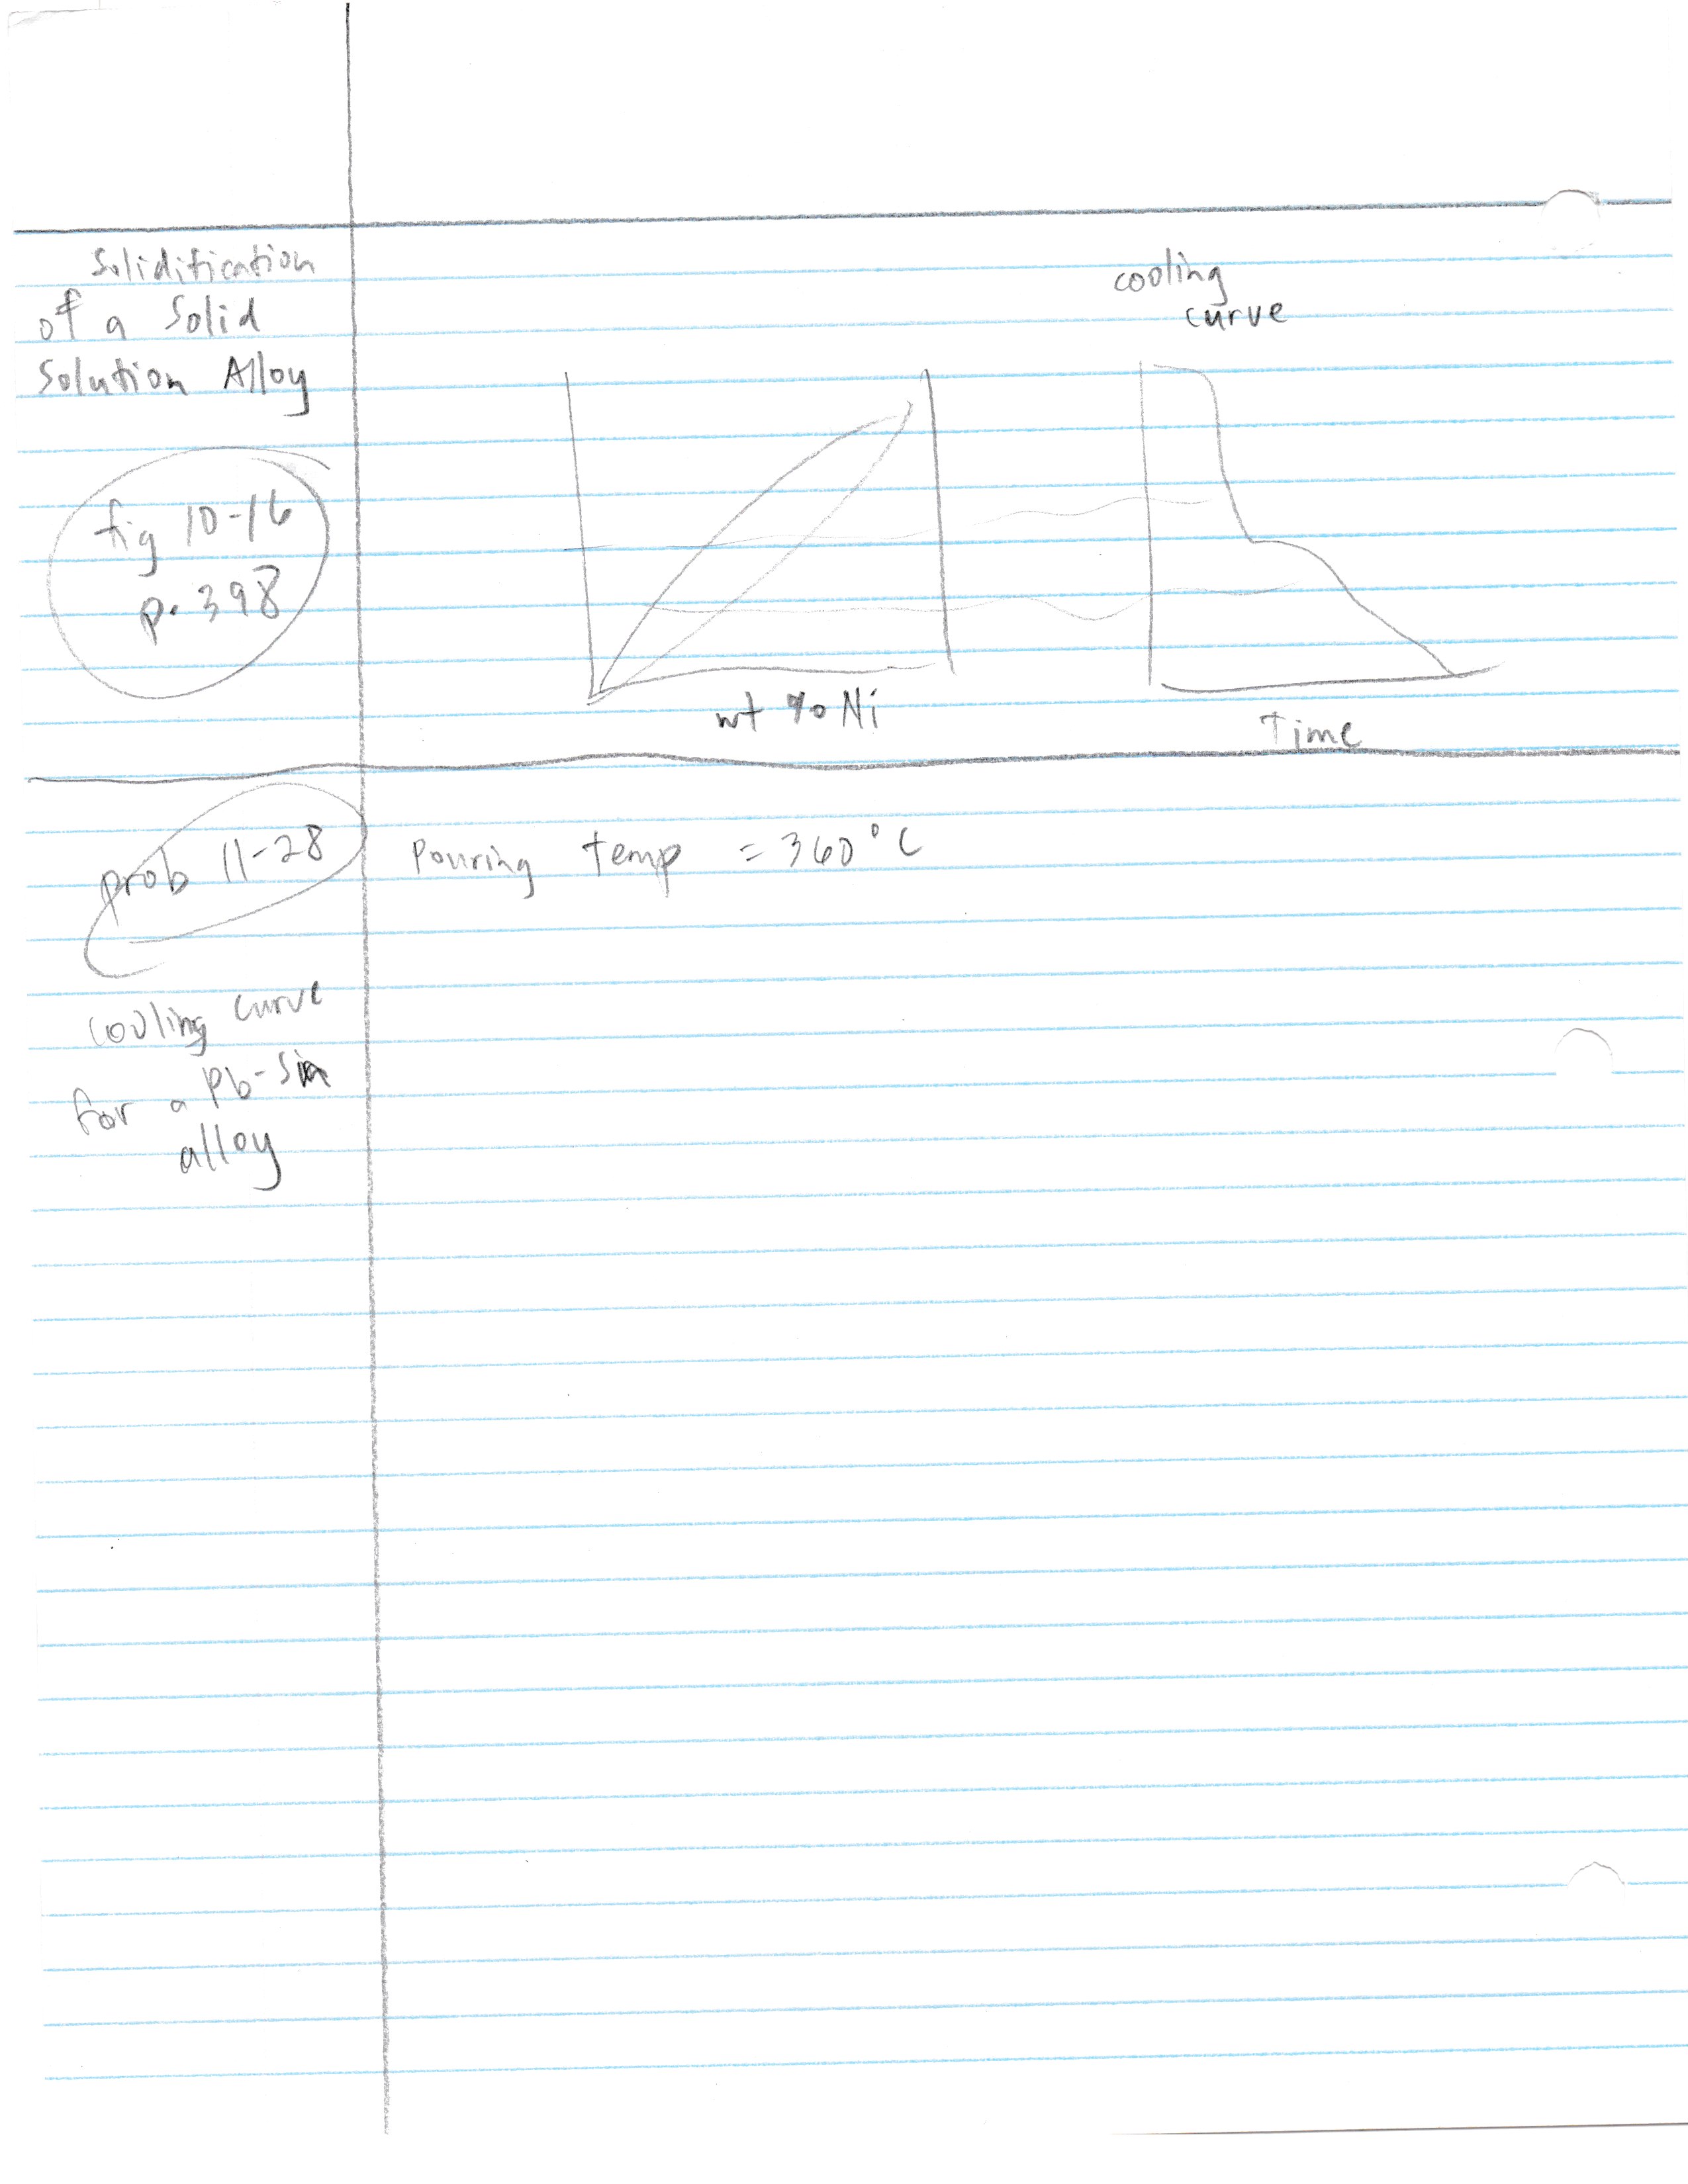 Solidification
of a Solid
Solution Alloy
fig 10-16
p. 398
cooling
curve
wt % Ni
Time
prob 11-28
Pouring temp = 360°C
cooling curve
for a Pb-Sn
alloy